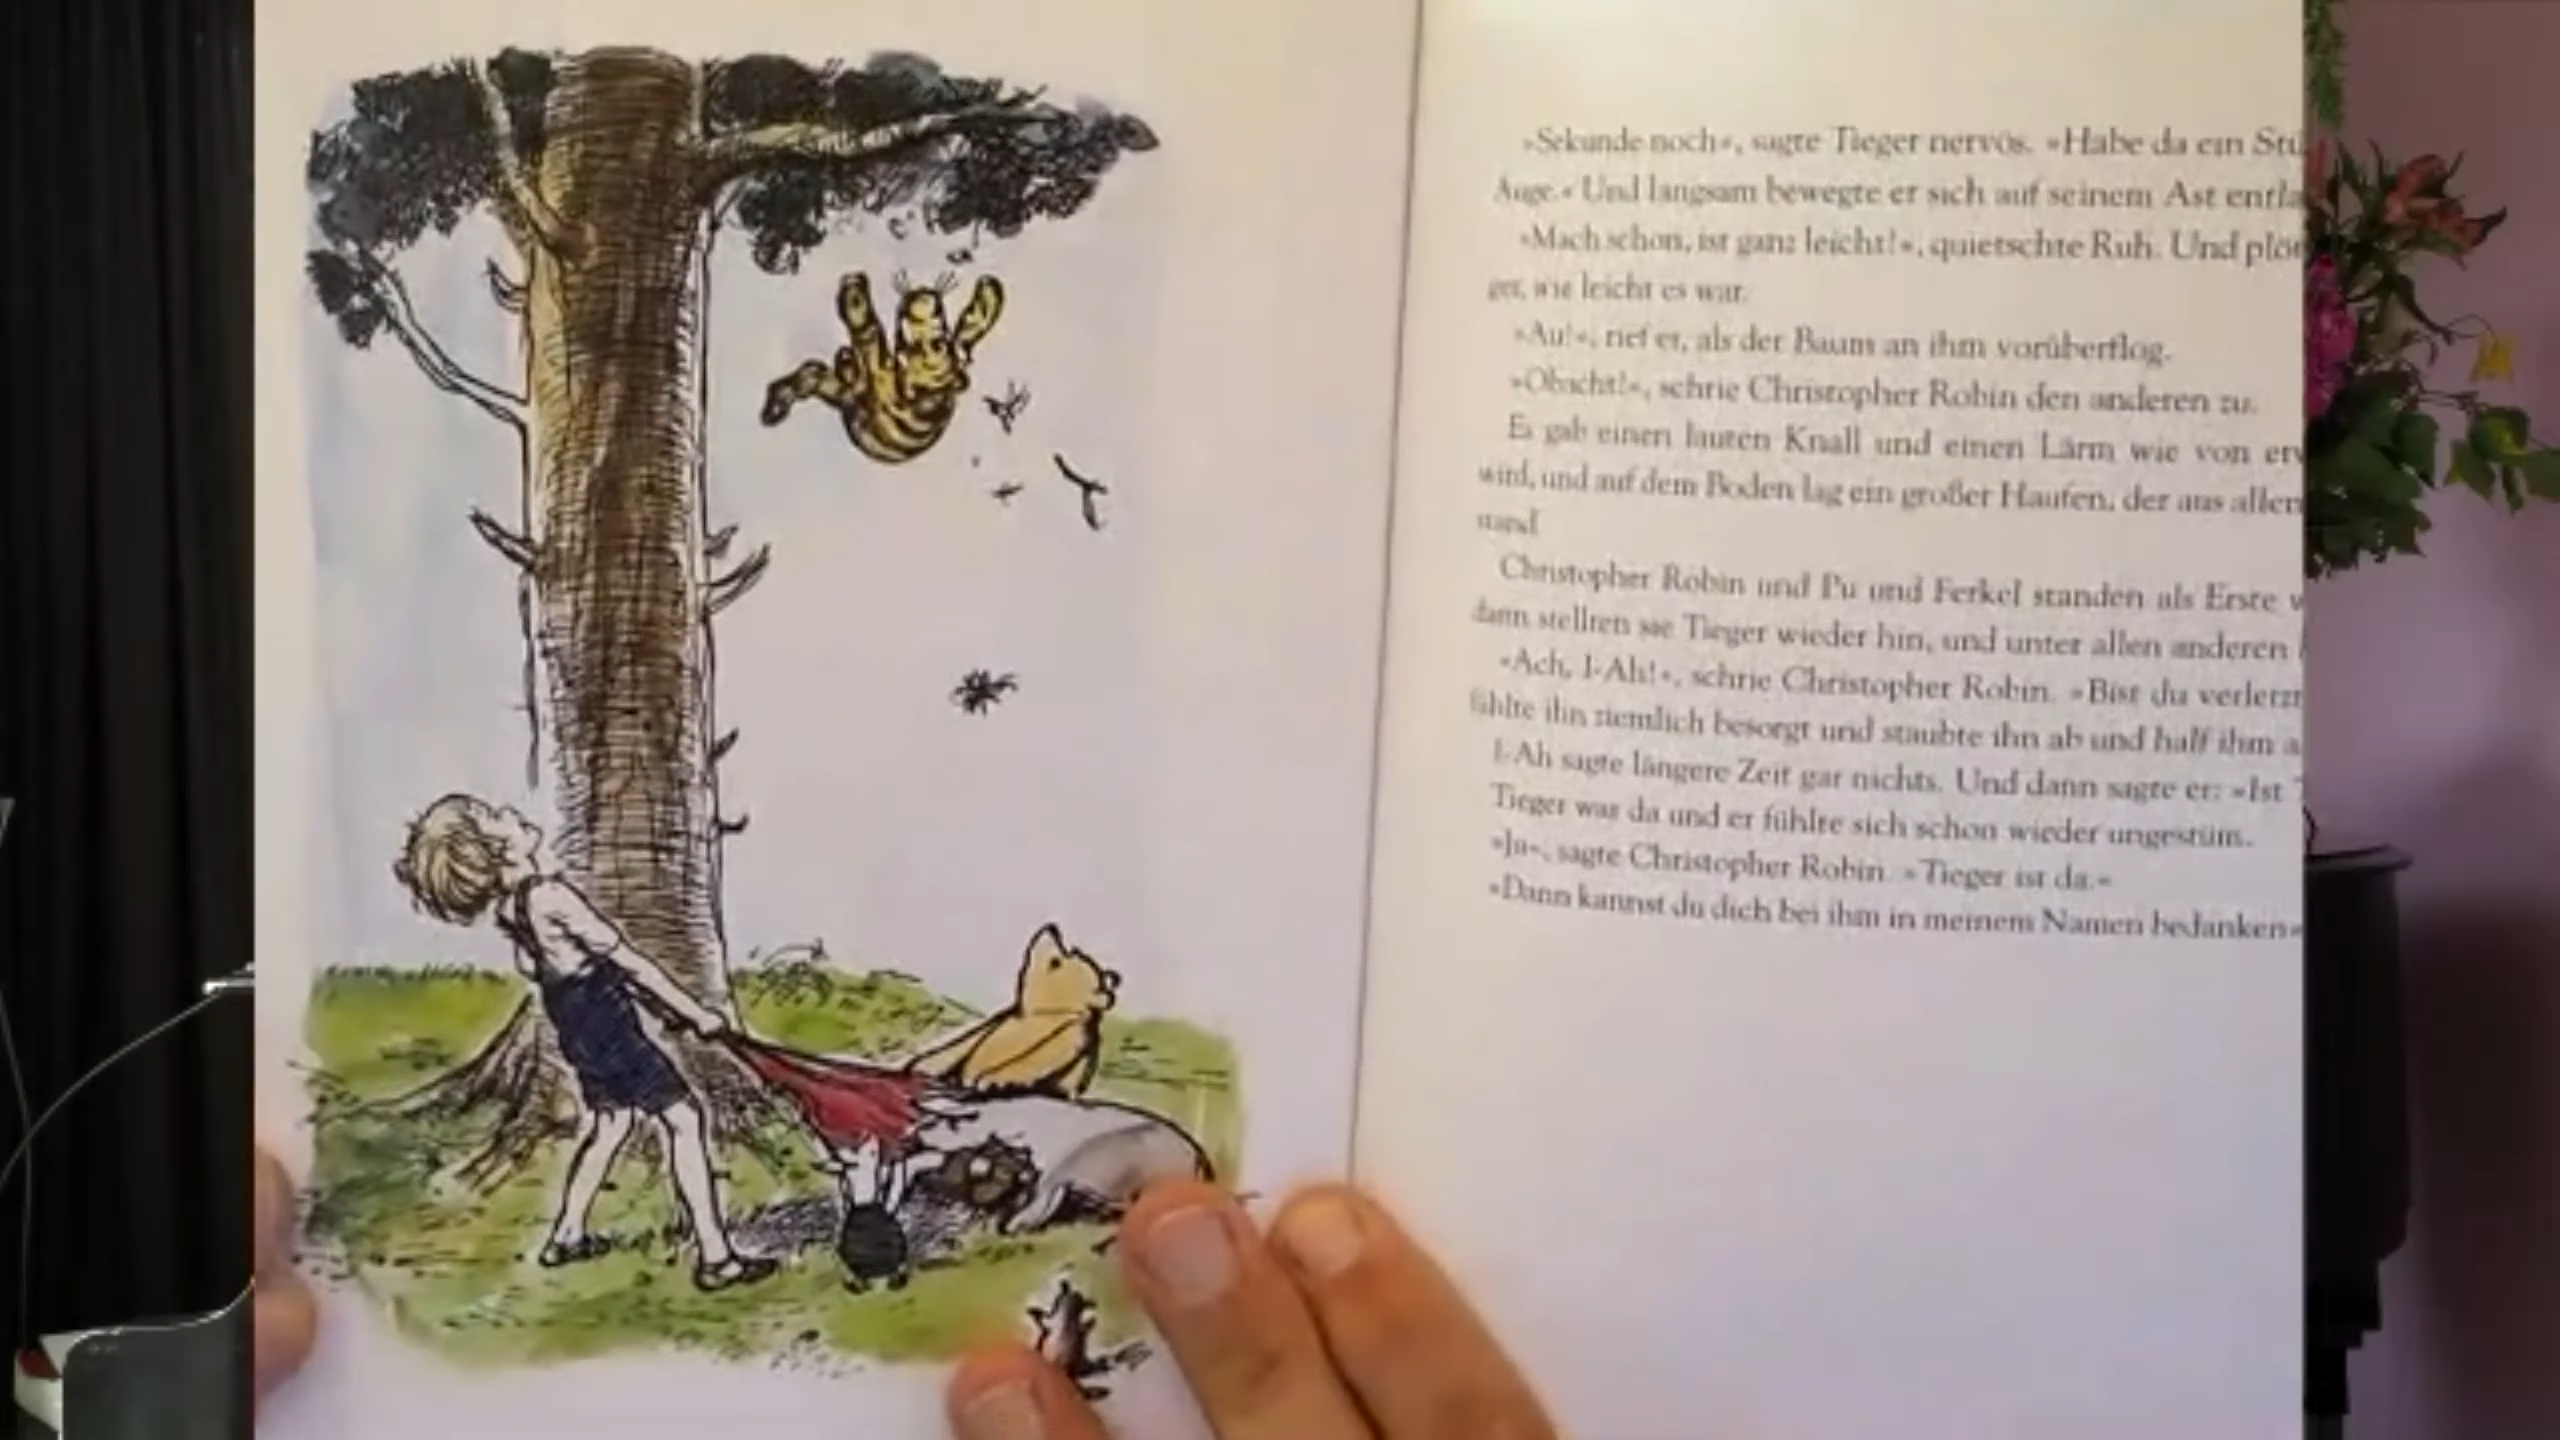 »Sekunde noch«, sagte Tieger nervös. »Habe da ein
Auge.« Und langsam bewegte er sich auf seinem Ast
»Mach schon, ist ganz leicht!«, quietschte Ruh. Und
ger, wie leicht es war.
»Au!«, rief er, als der Baum an ihm vorüberflog.
»Obacht!«, schrie Christopher Robin den anderen zu.
Es gab einen lauten Knall und einen Lärm wie von
wird, und auf dem Boden lag ein großer Haufen, der aus
stand.
Christopher Robin und Pu und Ferkel standen als Erste
dann stellten sie Tieger wieder hin, und unter allen anderen
»Ach, I-Ah!«, schrie Christopher Robin. »Bist du
fühlte ihn ziemlich besorgt und staubte ihn ab und half ihm
I-Ah sagte längere Zeit gar nichts. Und dann sagte er: »Ist
Tieger war da und er fühlte sich schon wieder ungestüm.
»Ja«, sagte Christopher Robin. »Tieger ist da.«
»Dann kannst du dich bei ihm in meinem Namen bedanken«